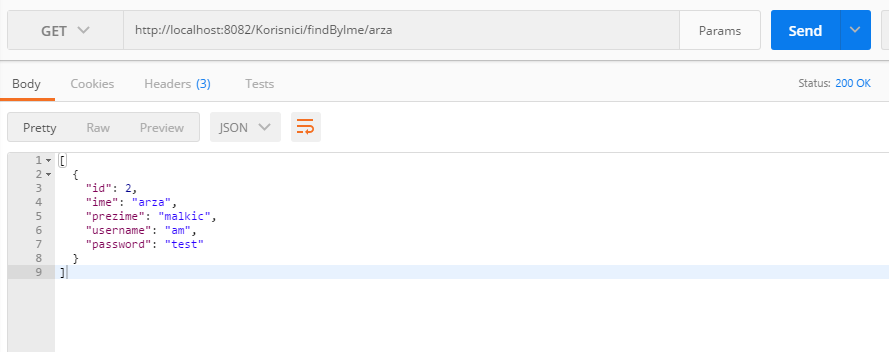 GET http://localhost:8082/Korisnici/findByIme/arza Params Send
Body Cookies Headers (3) Tests Status: 200 OK
Pretty Raw Preview JSON
1 [
2 {
3 "id": 2,
4 "ime": "arza",
5 "prezime": "malkic",
6 "username": "am",
7 "password": "test"
8 }
9 ]